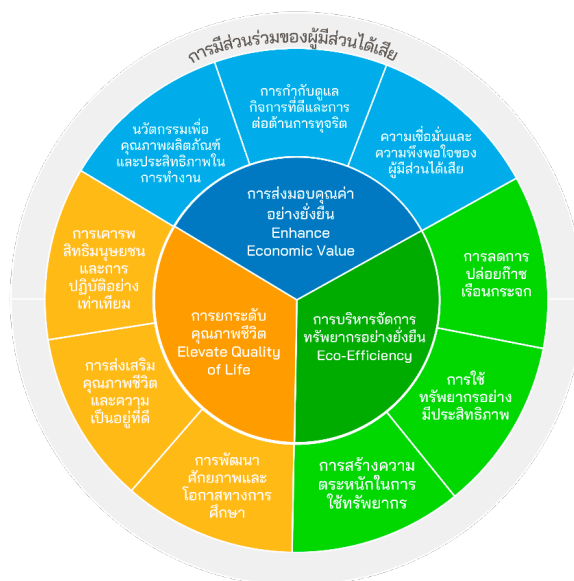 การมีส่วนร่วมของผู้มีส่วนได้เสีย
นวัตกรรมเพื่อ
คุณภาพผลิตภัณฑ์
และประสิทธิภาพใน
การทำงาน
การกำกับดูแล
กิจการที่ดีและการ
ต่อต้านการทุจริต
ความเชื่อมั่นและ
ความพึงพอใจของ
ผู้มีส่วนได้เสีย
การส่งมอบคุณค่า
อย่างยั่งยืน
Enhance
Economic Value
การเคารพ
สิทธิมนุษยชน
และการ
ปฏิบัติอย่าง
เท่าเทียม
การยกระดับ
คุณภาพชีวิต
Elevate Quality
of Life
การบริหารจัดการ
ทรัพยากรอย่างยั่งยืน
Eco-Efficiency
การลดการ
ปล่อยก๊าซ
เรือนกระจก
การส่งเสริม
คุณภาพชีวิต
และความ
เป็นอยู่ที่ดี
การใช้
ทรัพยากรอย่าง
มีประสิทธิภาพ
การพัฒนา
ศักยภาพและ
โอกาสทางการ
ศึกษา
การสร้างความ
ตระหนักในการ
ใช้ทรัพยากร